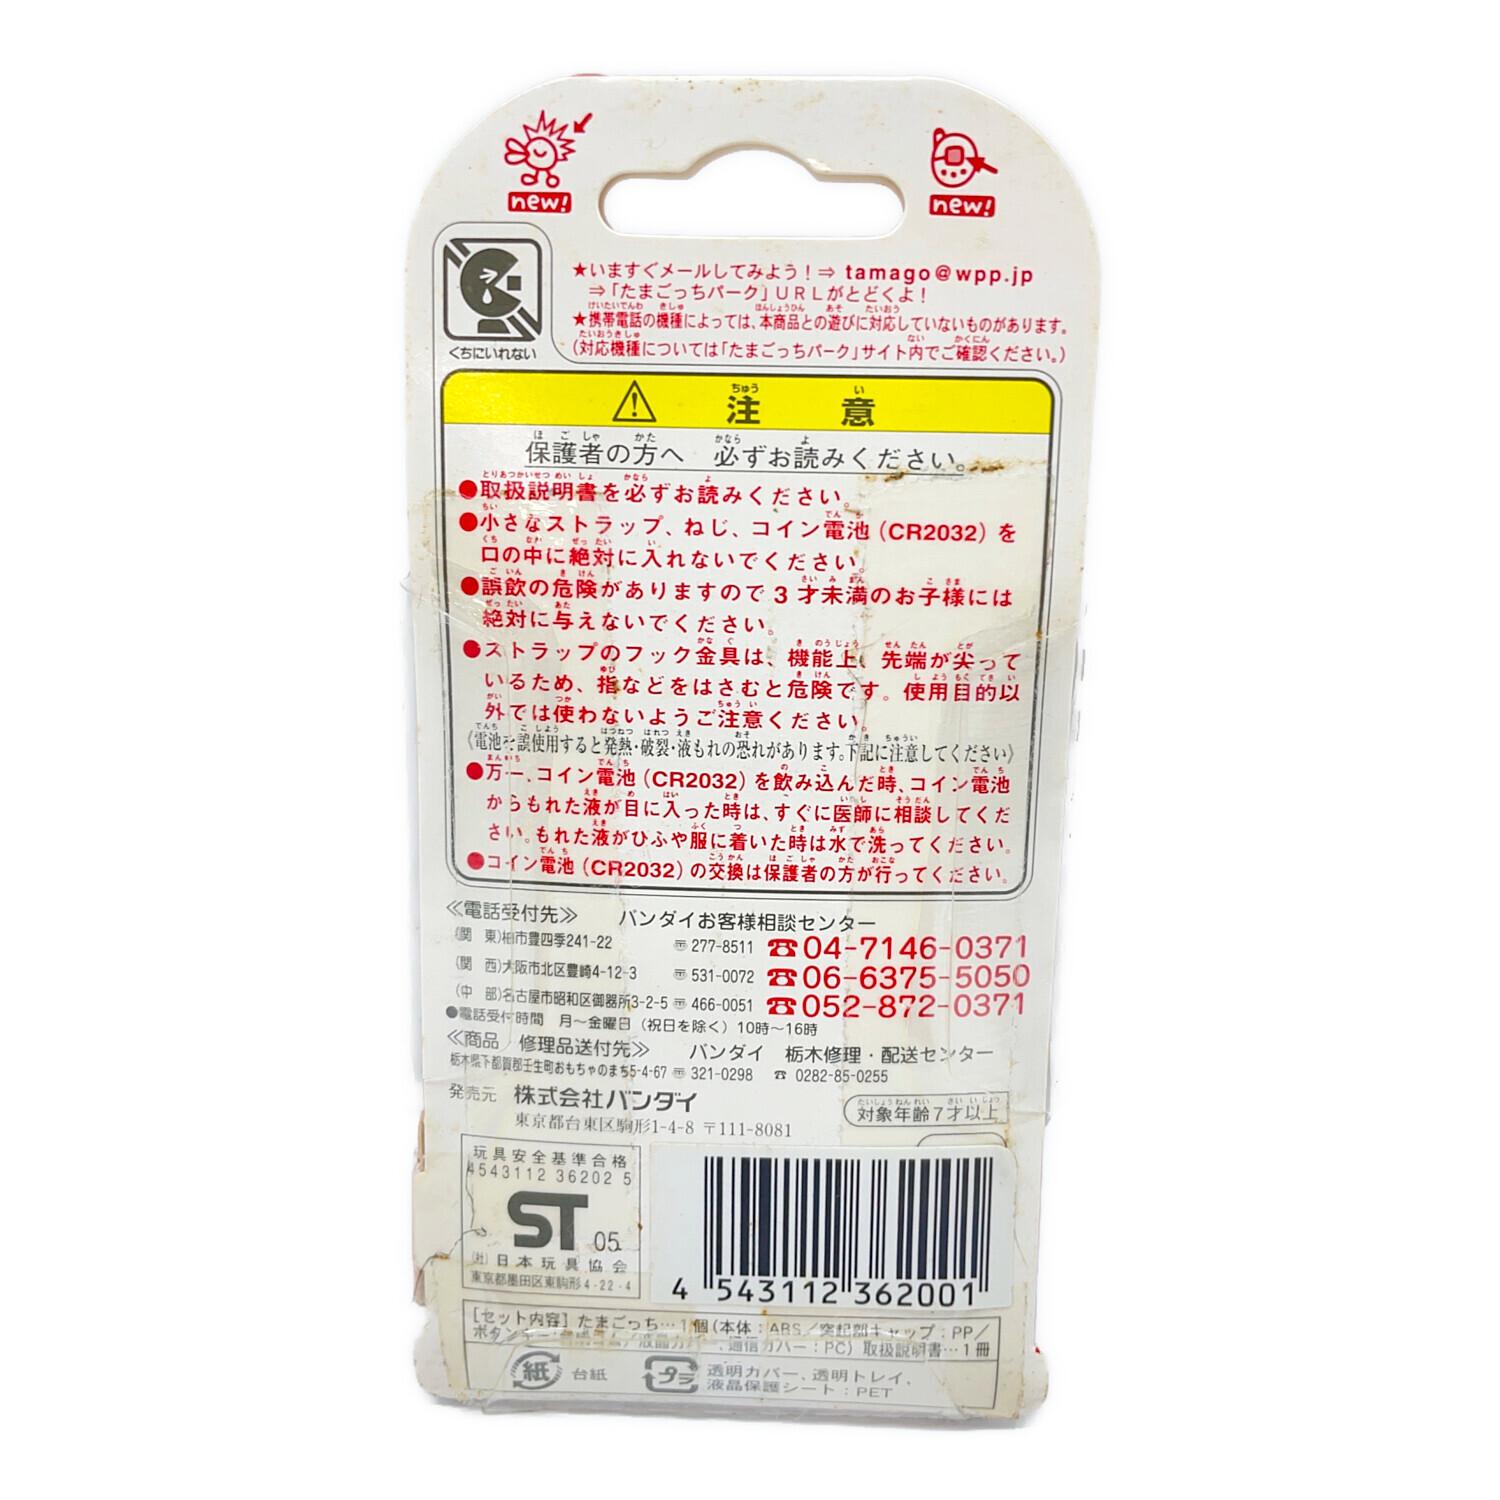 new!
new!
くちにいれない
★いますぐメールしてみよう！⇒ tamago@wpp.jp
⇒「たまごっちパーク」URLがとどくよ！
★携帯電話の機種によっては、本商品との遊びに対応していないものがあります。
（対応機種については「たまごっちパーク」サイト内でご確認ください。）
注意
保護者の方へ 必ずお読みください。
●取扱説明書を必ずお読みください。
●小さなストラップ、ねじ、コイン電池（CR2032）を
口の中に絶対に入れないでください。
●誤飲の危険がありますので3才未満のお子様には
絶対に与えないでください。
●ストラップのフック金具は、機能上、先端が尖って
いるため、指などをはさむと危険です。使用目的以
外では使わないようご注意ください。
《電池を誤使用すると発熱・破裂・液もれの恐れがあります。下記に注意してください》
●万一、コイン電池（CR2032）を飲み込んだ時、コイン電池
からもれた液が目に入った時は、すぐに医師に相談してくだ
さい。もれた液がひふや服に着いた時は水で洗ってください。
●コイン電池（CR2032）の交換は保護者の方が行ってください。
≪電話受付先≫ バンダイお客様相談センター
（関 東）柏市豊四季241-22 〒277-8511 ☎04-7146-0371
（関 西）大阪市北区豊崎4-12-3 〒531-0072 ☎06-6375-5050
（中 部）名古屋市昭和区御器所3-2-5 〒466-0051 ☎052-872-0371
●電話受付時間 月〜金曜日（祝日を除く）10時〜16時
≪商品 修理品送付先≫ バンダイ 栃木修理・配送センター
栃木県下都賀郡壬生町おもちゃのまち5-4-67 〒321-0298 ☎ 0282-85-0255
発売元 株式会社バンダイ
東京都台東区駒形1-4-8 〒111-8081
対象年齢7才以上
玩具安全基準合格
4543112 36202 5
ST 05
（社）日本玩具協会
東京都墨田区東駒形4-22-4
4 543112 362001
［セット内容］たまごっち…1個（本体：ABS／突起部キャップ：PP／
ボタンキー：合成ゴム／液晶カバー、通信カバー：PC）取扱説明書…1冊
紙 台紙
プラ 透明カバー、透明トレイ、
液晶保護シート：PET